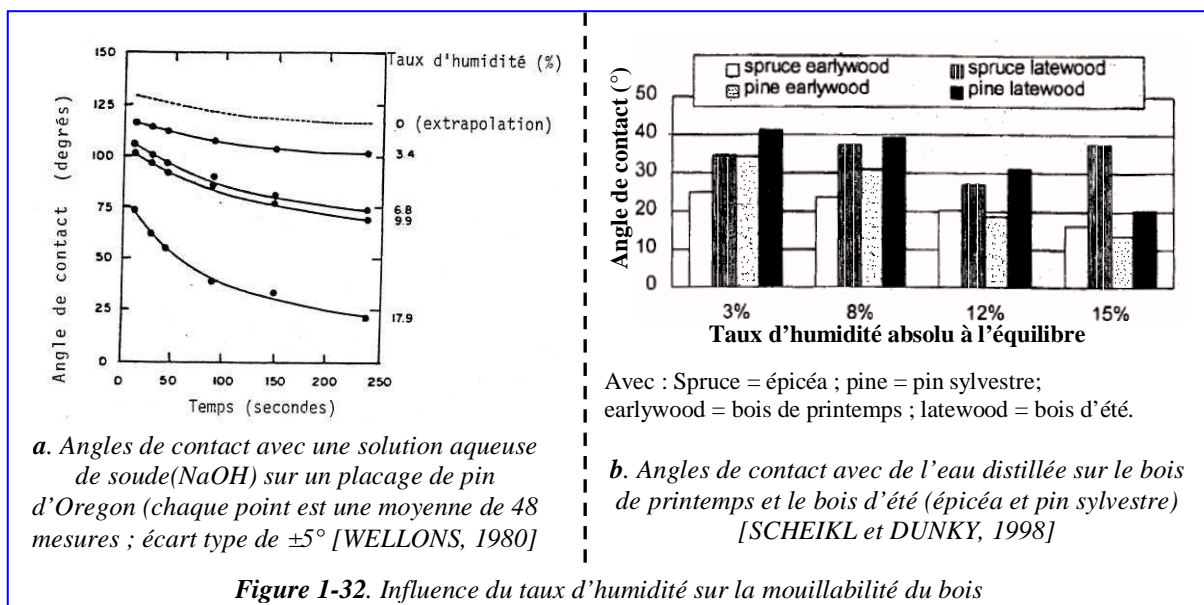 150
125
100
75
50
25
0
Angle de contact (degrés)
Taux d'humidité (%)
0 (extrapolation)
3.4
6.8
9.9
17.9
0 50 100 150 200 250
Temps (secondes)
a. Angles de contact avec une solution aqueuse
de soude(NaOH) sur un placage de pin
d'Oregon (chaque point est une moyenne de 48
mesures ; écart type de ±5° [WELLONS, 1980]
spruce earlywood spruce latewood
pine earlywood pine latewood
Angle de contact (°)
50
40
30
20
10
0
3% 8% 12% 15%
Taux d'humidité absolu à l'équilibre
Avec : Spruce = épicéa ; pine = pin sylvestre;
earlywood = bois de printemps ; latewood = bois d'été.
b. Angles de contact avec de l'eau distillée sur le bois
de printemps et le bois d'été (épicéa et pin sylvestre)
[SCHEIKL et DUNKY, 1998]
Figure 1-32. Influence du taux d'humidité sur la mouillabilité du bois